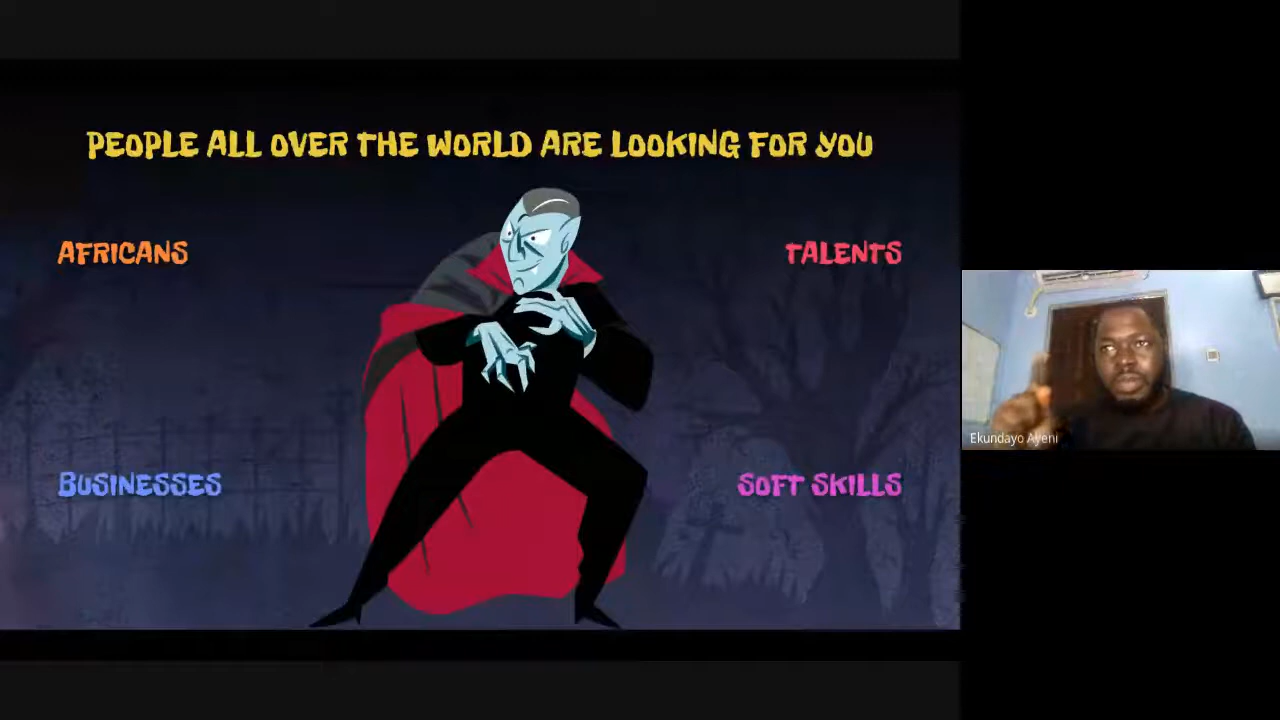 PEOPLE ALL OVER THE WORLD ARE LOOKING FOR YOU
AFRICANS
TALENTS
BUSINESSES
SOFT SKILLS
Ekundayo Ayeni